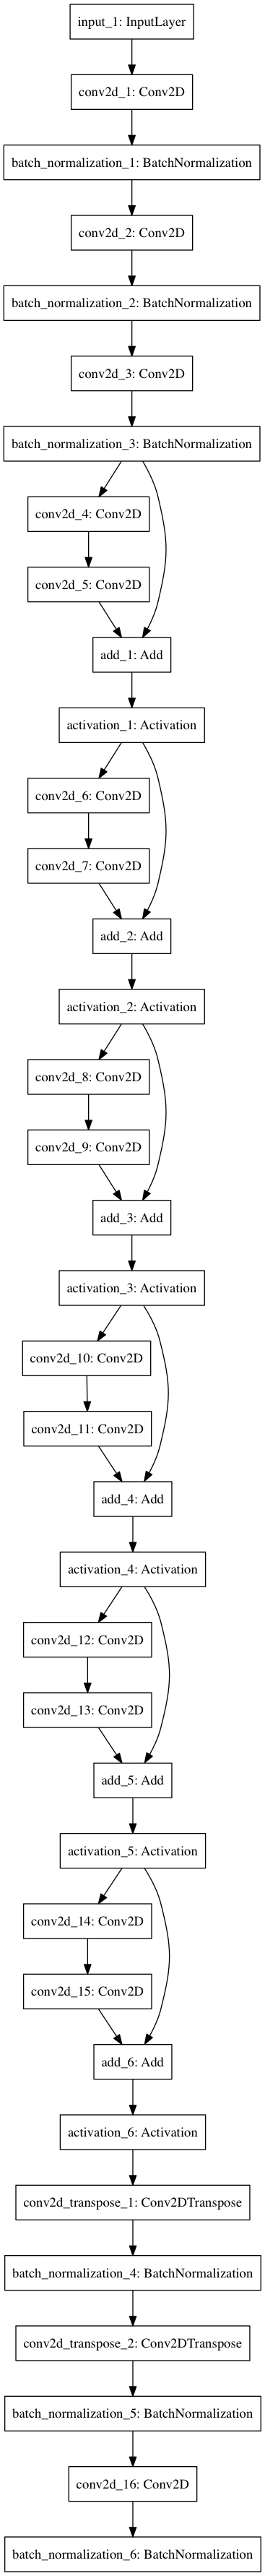 input_1: InputLayer
conv2d_1: Conv2D
batch_normalization_1: BatchNormalization
conv2d_2: Conv2D
batch_normalization_2: BatchNormalization
conv2d_3: Conv2D
batch_normalization_3: BatchNormalization
conv2d_4: Conv2D
conv2d_5: Conv2D
add_1: Add
activation_1: Activation
conv2d_6: Conv2D
conv2d_7: Conv2D
add_2: Add
activation_2: Activation
conv2d_8: Conv2D
conv2d_9: Conv2D
add_3: Add
activation_3: Activation
conv2d_10: Conv2D
conv2d_11: Conv2D
add_4: Add
activation_4: Activation
conv2d_12: Conv2D
conv2d_13: Conv2D
add_5: Add
activation_5: Activation
conv2d_14: Conv2D
conv2d_15: Conv2D
add_6: Add
activation_6: Activation
conv2d_transpose_1: Conv2DTranspose
batch_normalization_4: BatchNormalization
conv2d_transpose_2: Conv2DTranspose
batch_normalization_5: BatchNormalization
conv2d_16: Conv2D
batch_normalization_6: BatchNormalization